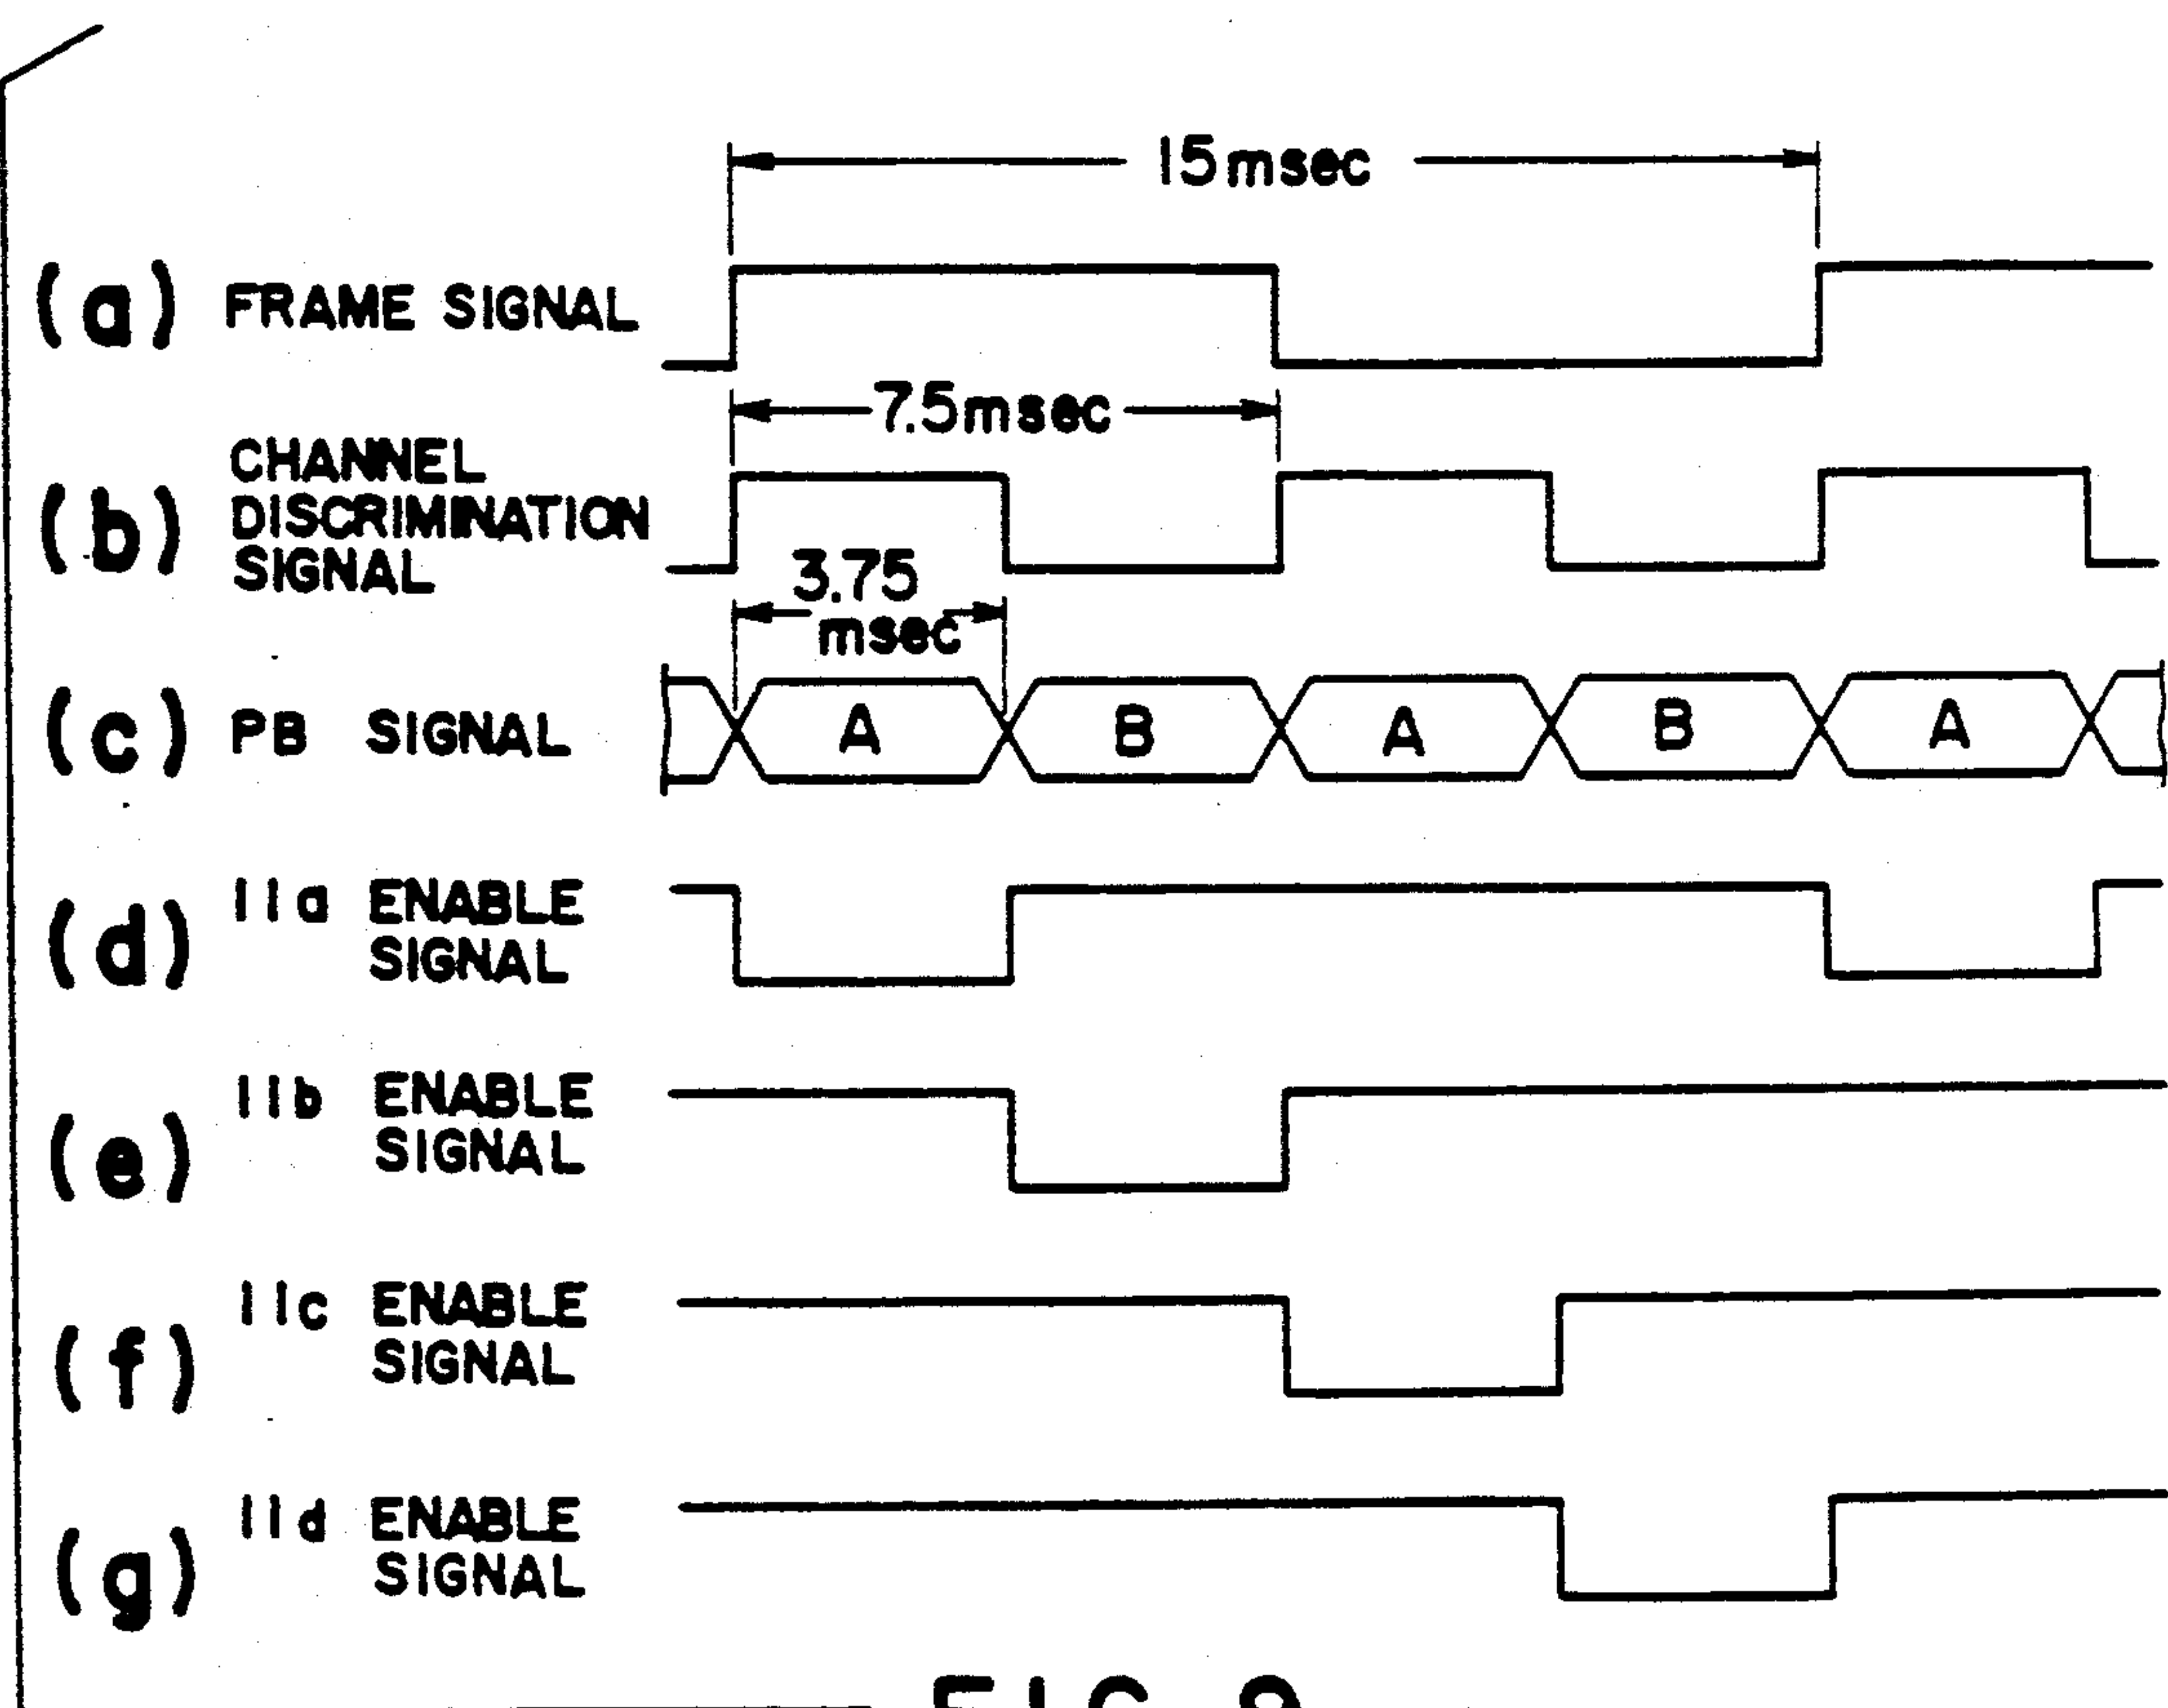 15msec
(a) FRAME SIGNAL
7.5msec
(b) CHANNEL
DISCRIMINATION
SIGNAL
3.75
msec
(c) PB SIGNAL
A B A B A
(d) 11a ENABLE
SIGNAL
(e) 11b ENABLE
SIGNAL
(f) 11c ENABLE
SIGNAL
(g) 11d ENABLE
SIGNAL
FIG